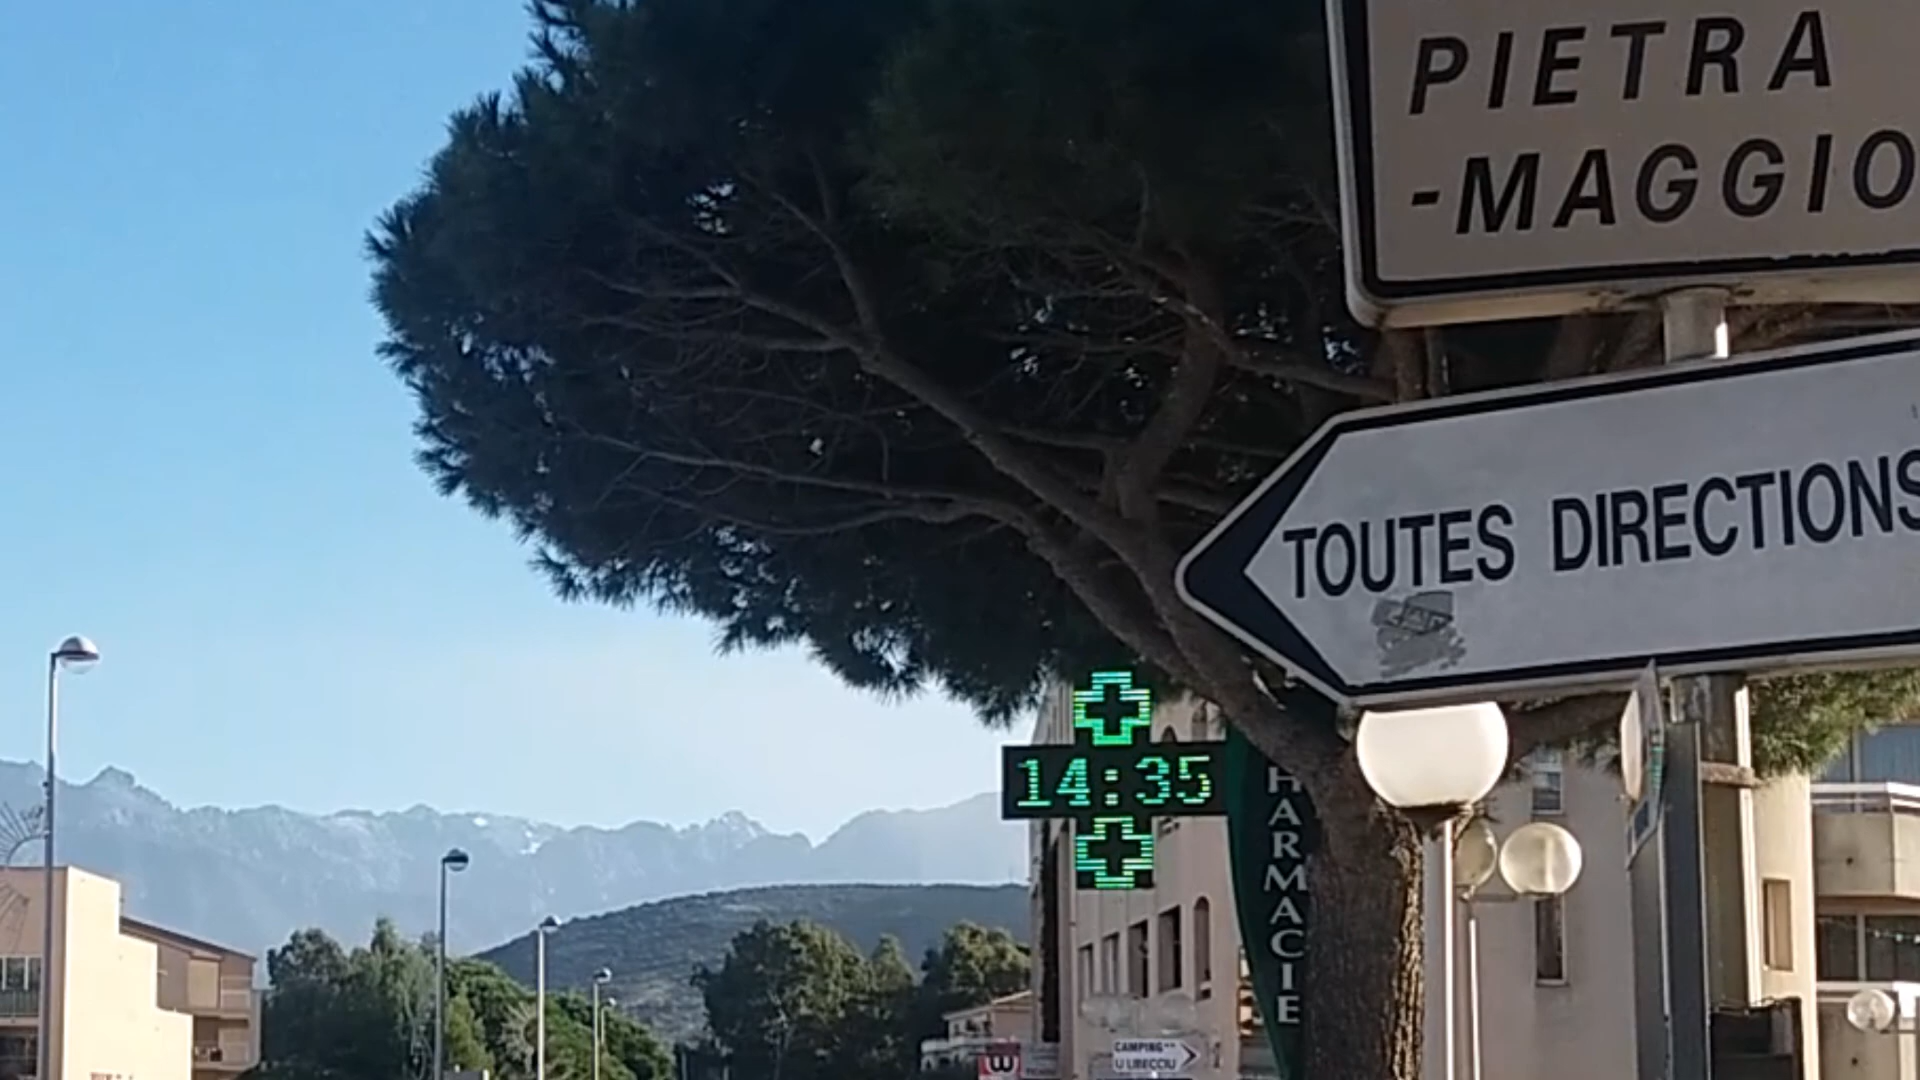 PIETRA
-MAGGIO
TOUTES DIRECTIONS
14:35
HARMACIE
CAMPING**
U LIBECCIU
W